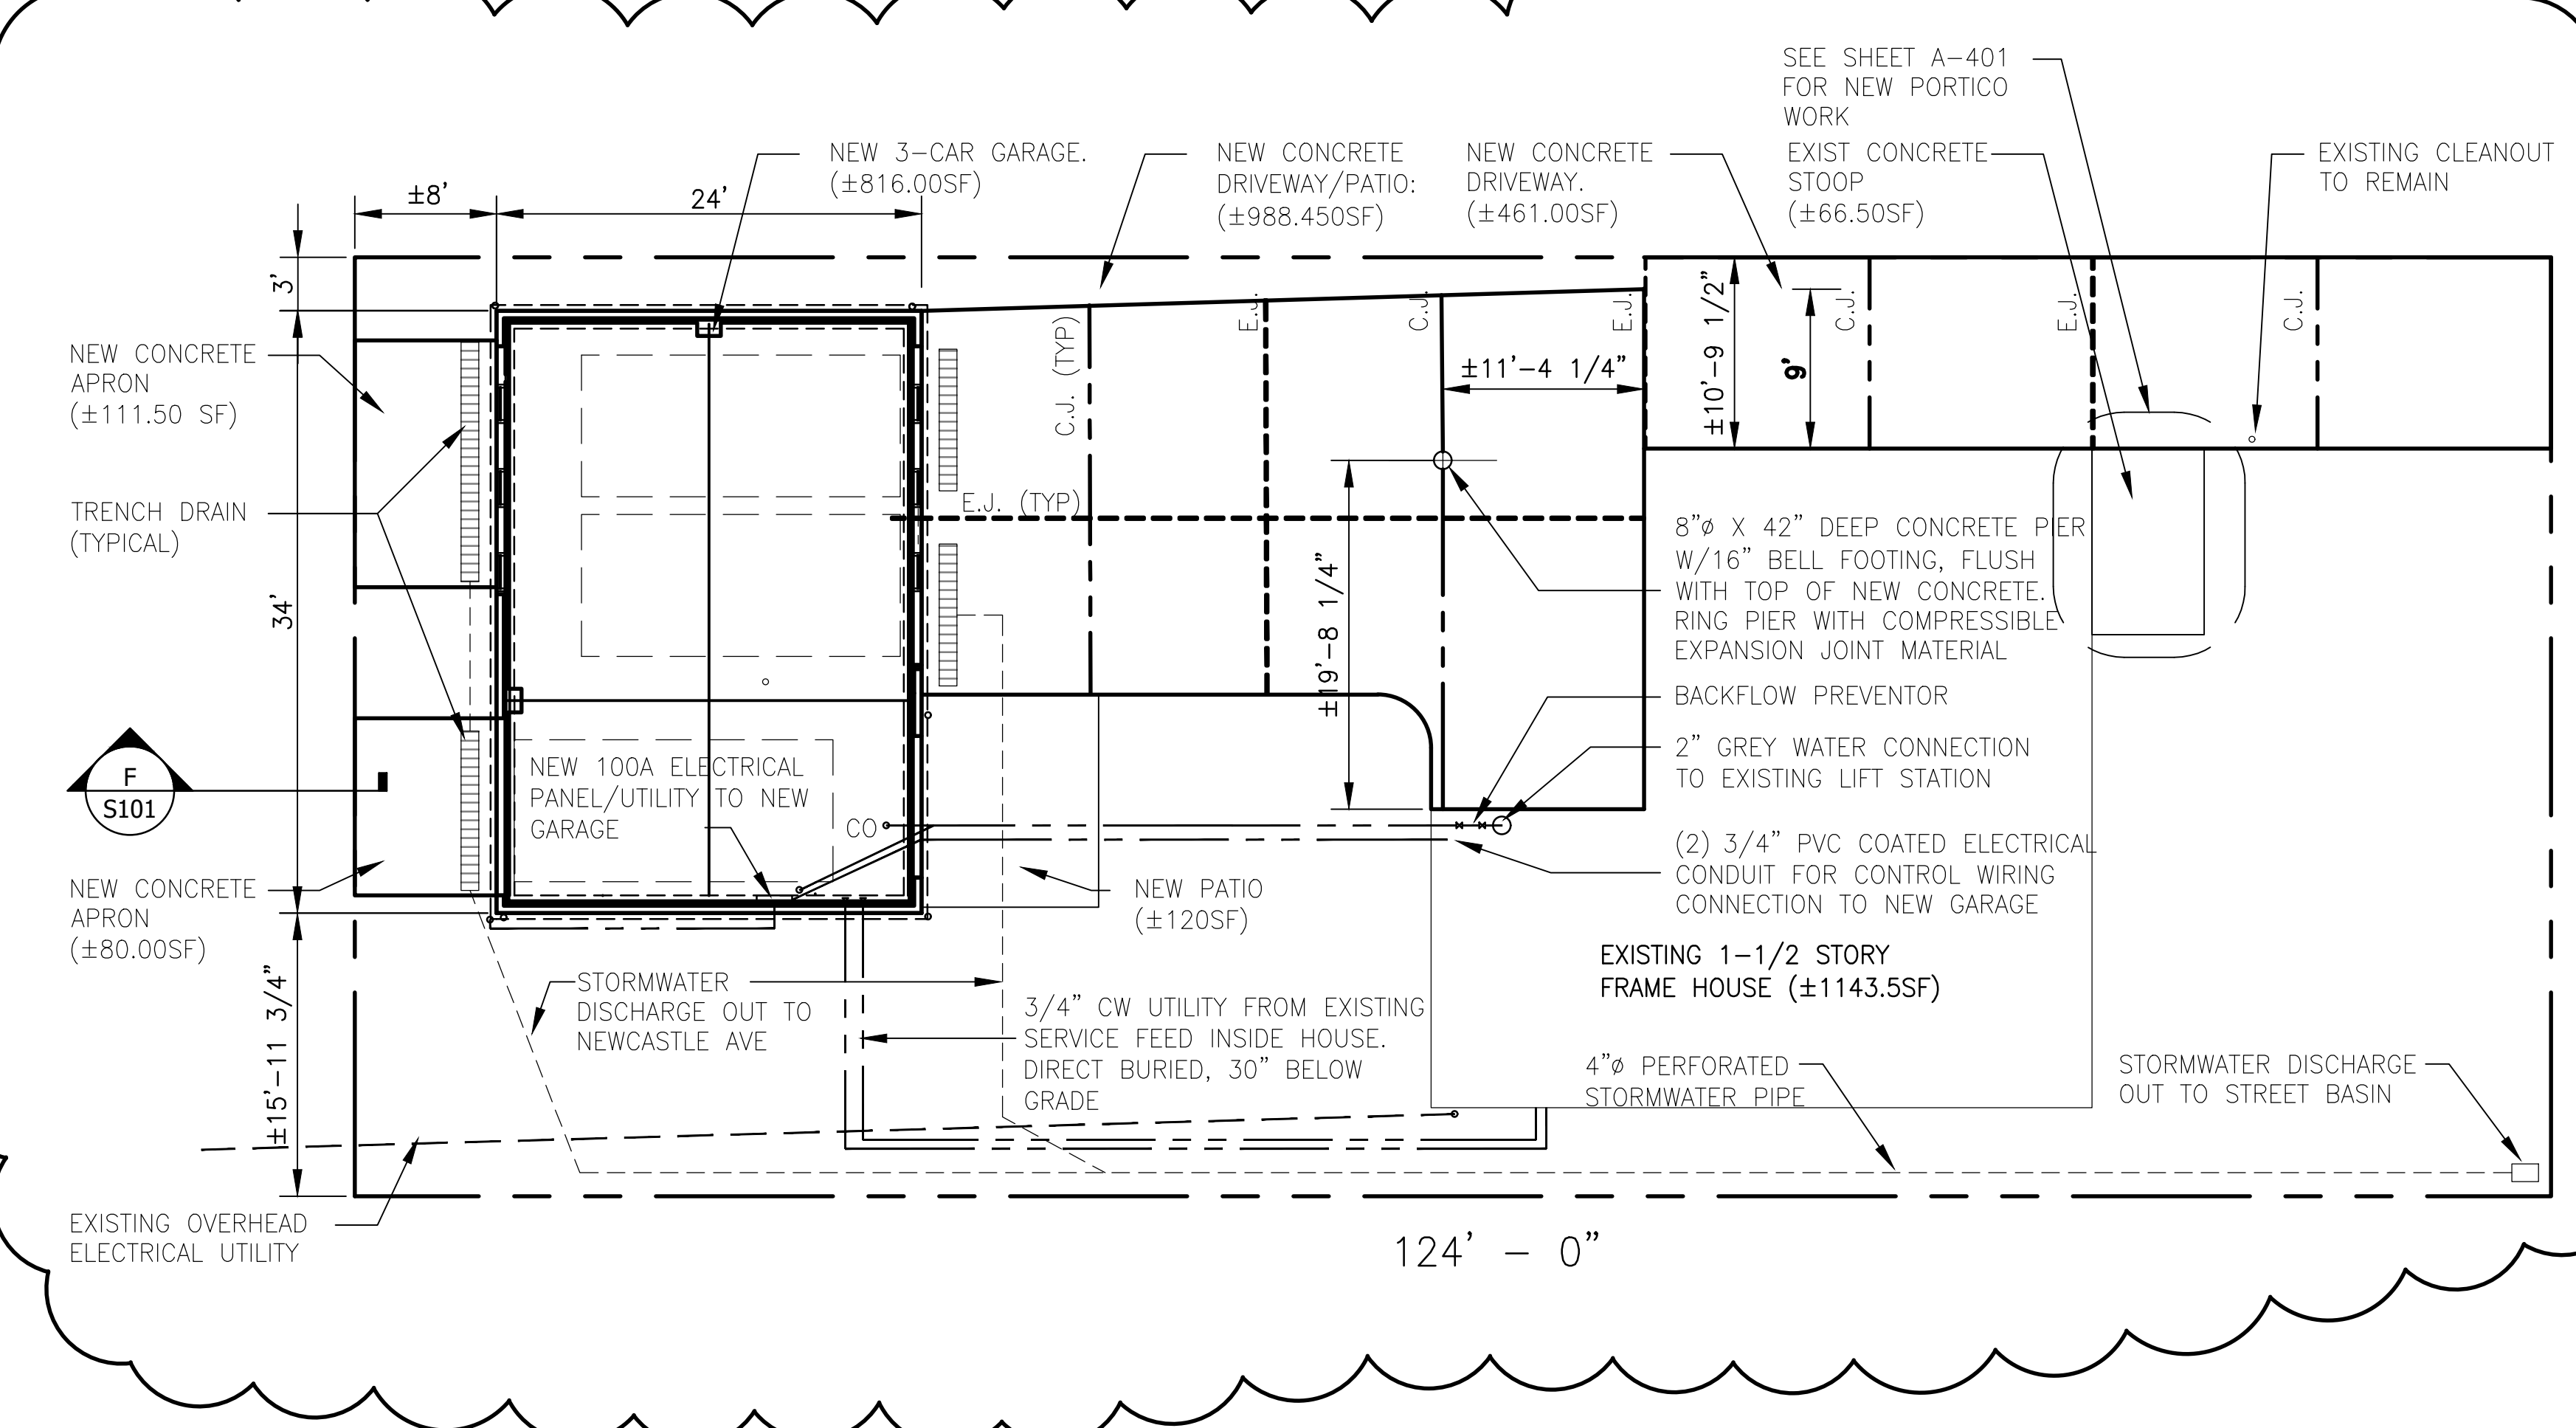 SEE SHEET A-401
FOR NEW PORTICO
WORK
NEW 3-CAR GARAGE.
(±816.00SF)
NEW CONCRETE
DRIVEWAY/PATIO:
(±988.450SF)
NEW CONCRETE
DRIVEWAY.
(±461.00SF)
EXIST CONCRETE
STOOP
(±66.50SF)
EXISTING CLEANOUT
TO REMAIN
±8'
24'
3'
34'
±15'-11 3/4"
NEW CONCRETE
APRON
(±111.50 SF)
TRENCH DRAIN
(TYPICAL)
F
S101
NEW CONCRETE
APRON
(±80.00SF)
EXISTING OVERHEAD
ELECTRICAL UTILITY
C.J. (TYP)
E.J.
C.J.
E.J.
±10'-9 1/2"
9'
C.J.
E.J.
C.J.
±11'-4 1/4"
E.J. (TYP)
±19'-8 1/4"
8"ø X 42" DEEP CONCRETE PIER
W/16" BELL FOOTING, FLUSH
WITH TOP OF NEW CONCRETE.
RING PIER WITH COMPRESSIBLE
EXPANSION JOINT MATERIAL
BACKFLOW PREVENTOR
2" GREY WATER CONNECTION
TO EXISTING LIFT STATION
(2) 3/4" PVC COATED ELECTRICAL
CONDUIT FOR CONTROL WIRING
CONNECTION TO NEW GARAGE
NEW 100A ELECTRICAL
PANEL/UTILITY TO NEW
GARAGE
CO
NEW PATIO
(±120SF)
EXISTING 1-1/2 STORY
FRAME HOUSE (±1143.5SF)
STORMWATER
DISCHARGE OUT TO
NEWCASTLE AVE
3/4" CW UTILITY FROM EXISTING
SERVICE FEED INSIDE HOUSE.
DIRECT BURIED, 30" BELOW
GRADE
4"ø PERFORATED
STORMWATER PIPE
STORMWATER DISCHARGE
OUT TO STREET BASIN
124' - 0"